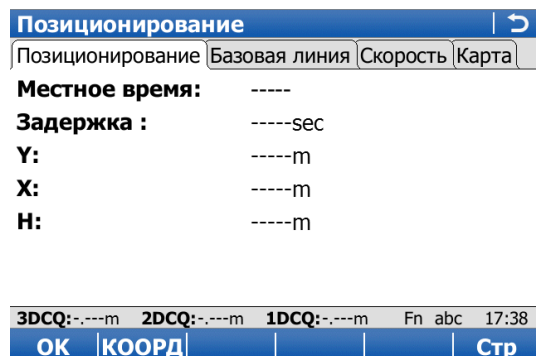 Позиционирование
Позиционирование Базовая линия Скорость Карта
Местное время: -----
Задержка : -----sec
Y: -----m
X: -----m
H: -----m
3DCQ:-.---m 2DCQ:-.---m 1DCQ:-.---m Fn abc 17:38
OK КООРД Стр